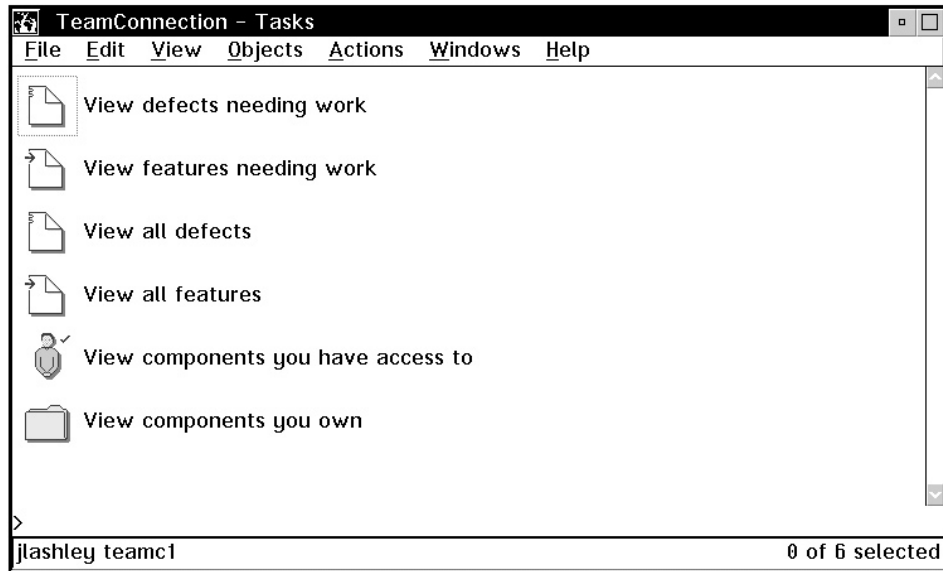 TeamConnection - Tasks
File Edit View Objects Actions Windows Help
View defects needing work
View features needing work
View all defects
View all features
View components you have access to
View components you own
>
jlashley teamc1 0 of 6 selected